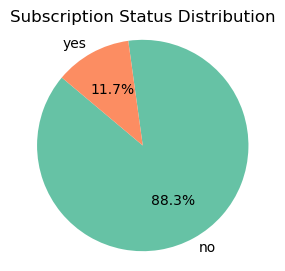 Subscription Status Distribution
yes
11.7%
88.3%
no